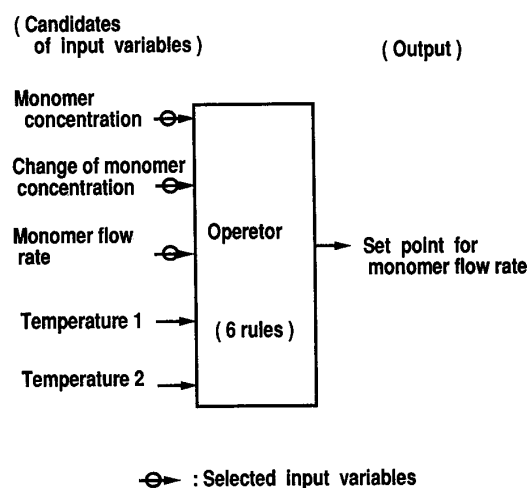 ( Candidates
of input variables )
( Output )
Monomer
concentration
Change of monomer
concentration
Monomer flow
rate
Operetor
Set point for
monomer flow rate
Temperature 1
( 6 rules )
Temperature 2
: Selected input variables